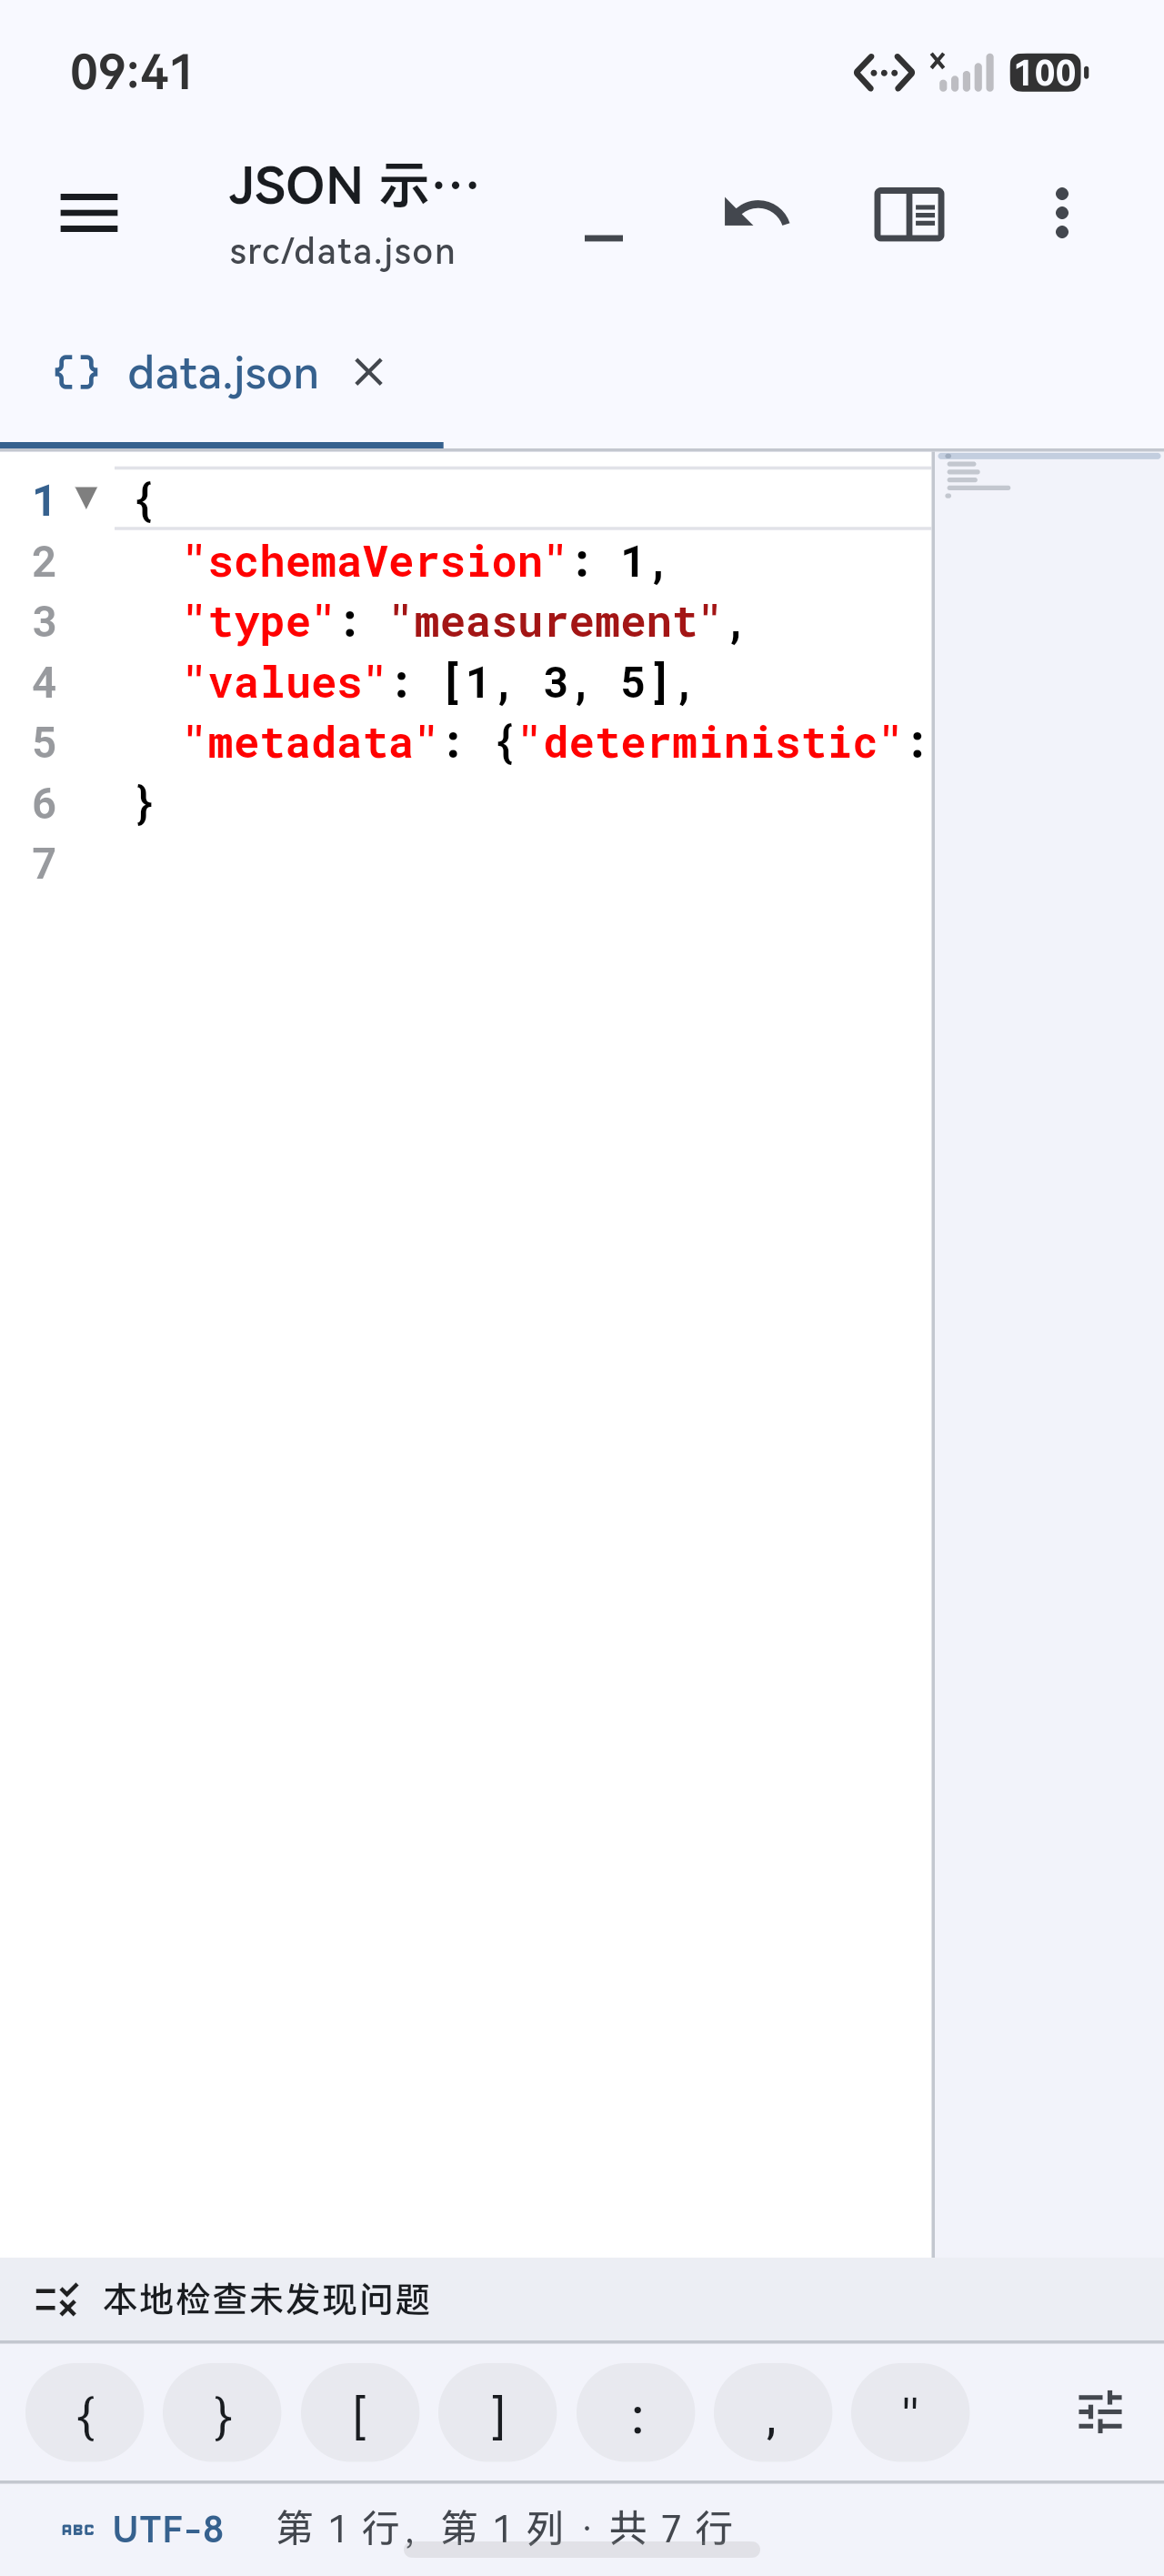 09:41
100
JSON 示…
src/data.json
data.json
1 {
2 "schemaVersion": 1,
3 "type": "measurement",
4 "values": [1, 3, 5],
5 "metadata": {"deterministic":
6 }
7
本地检查未发现问题
{ } [ ] : , "
ABC UTF-8 第 1 行，第 1 列 · 共 7 行